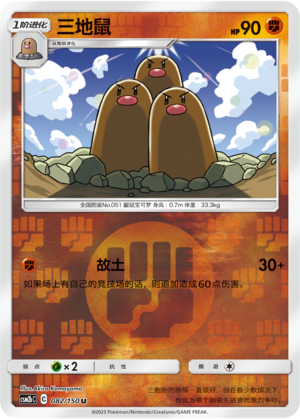 1阶进化 三地鼠 HP90
从地鼠进化
全国图鉴No.051 鼹鼠宝可梦 身高：0.7m 体重：33.3kg
故土 30+
如果场上有自己的竞技场的话，则追加造成60点伤害。
弱点 ×2 抗性 撤退
Illus. Akira Komayama
csm2b C C 082/150 U
©2023 Pokémon/Nintendo/Creatures/GAME FREAK.